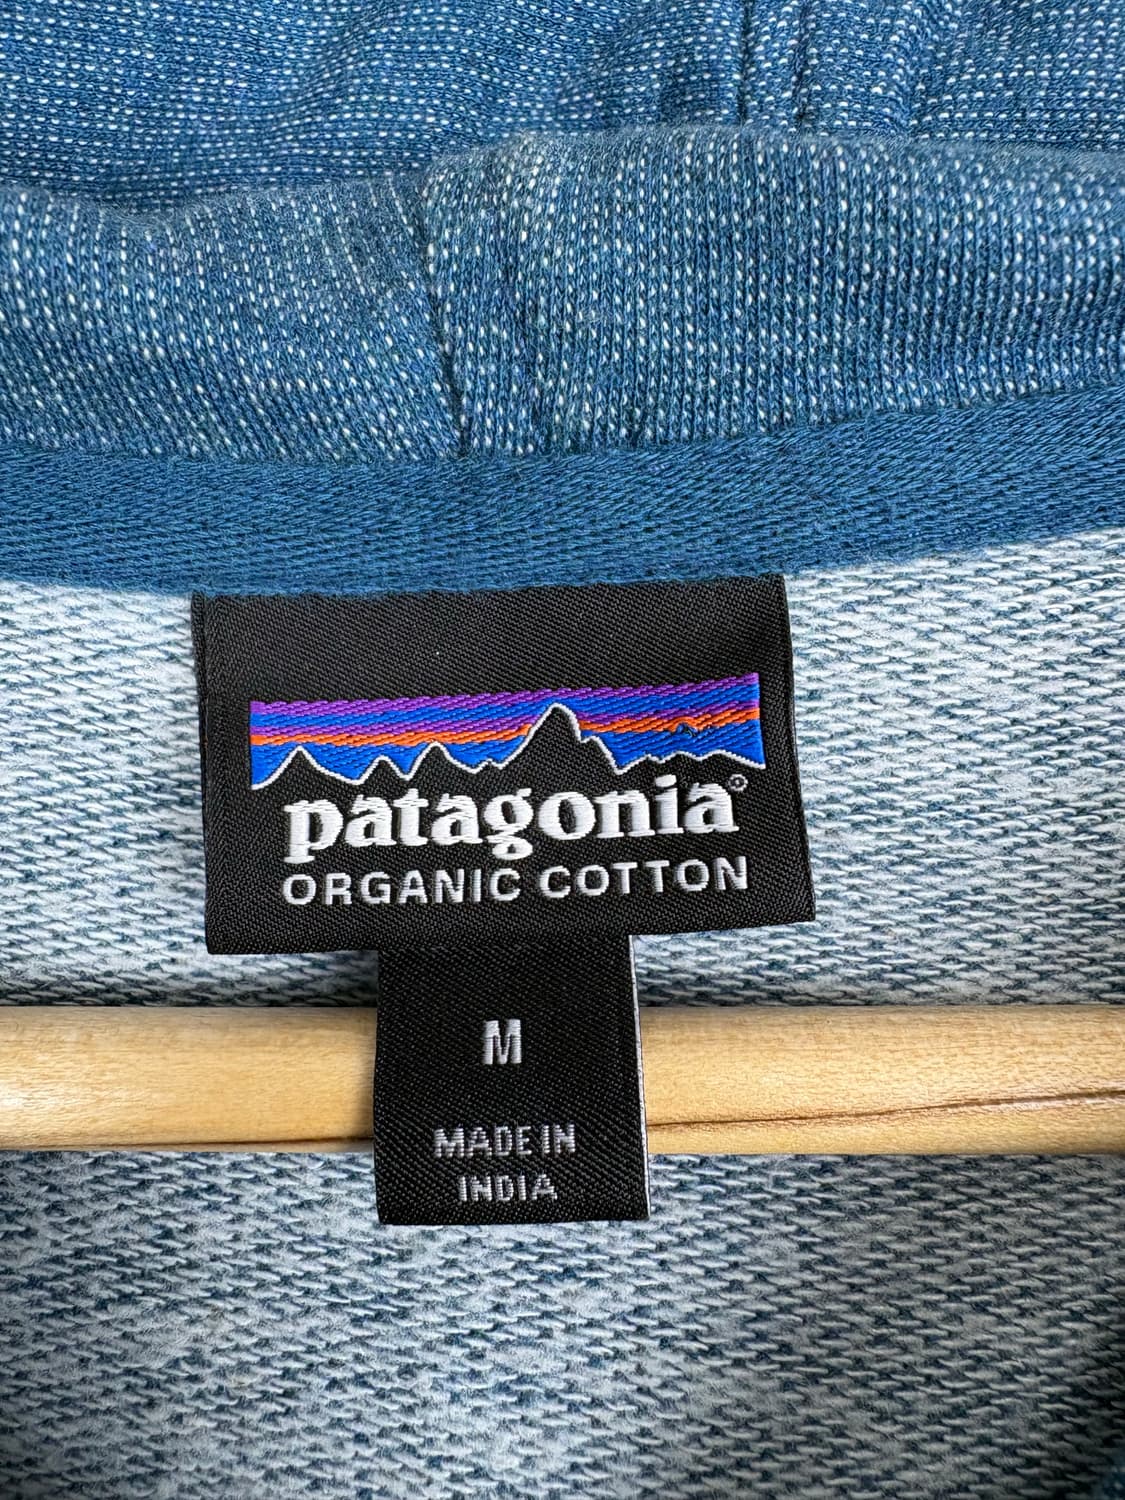 patagonia®
ORGANIC COTTON
M
MADE IN
INDIA